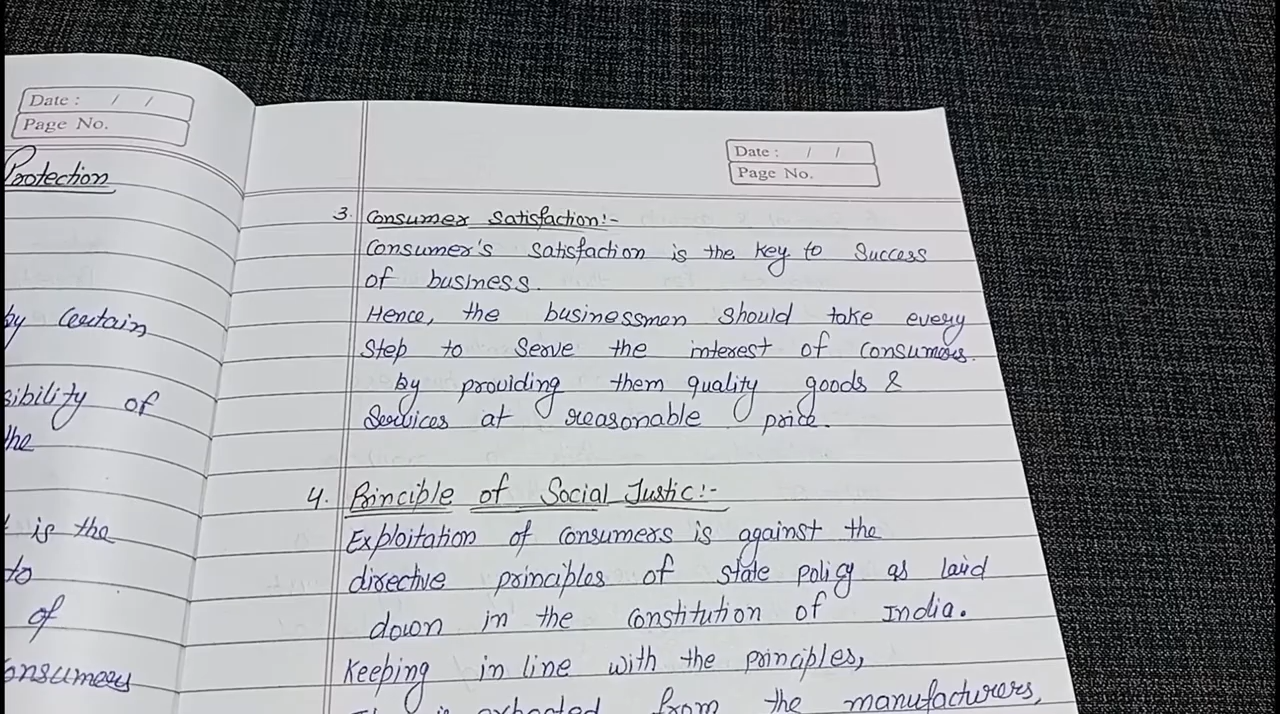 Date : / /
Page No.
Protection
by certain
sibility of
the
is the
to
of
onsumers
Date : / /
Page No.
3. Consumer Satisfaction:-
Consumer's satisfaction is the key to success
of business.
Hence, the businessmen should take every
step to serve the interest of consumers.
by providing them quality goods &
Services at reasonable price.
4. Principle of Social Justic:-
Exploitation of consumers is against the
directive principles of state policy as laid
down in the constitution of India.
Keeping in line with the principles,
is expected from the manufacturers,